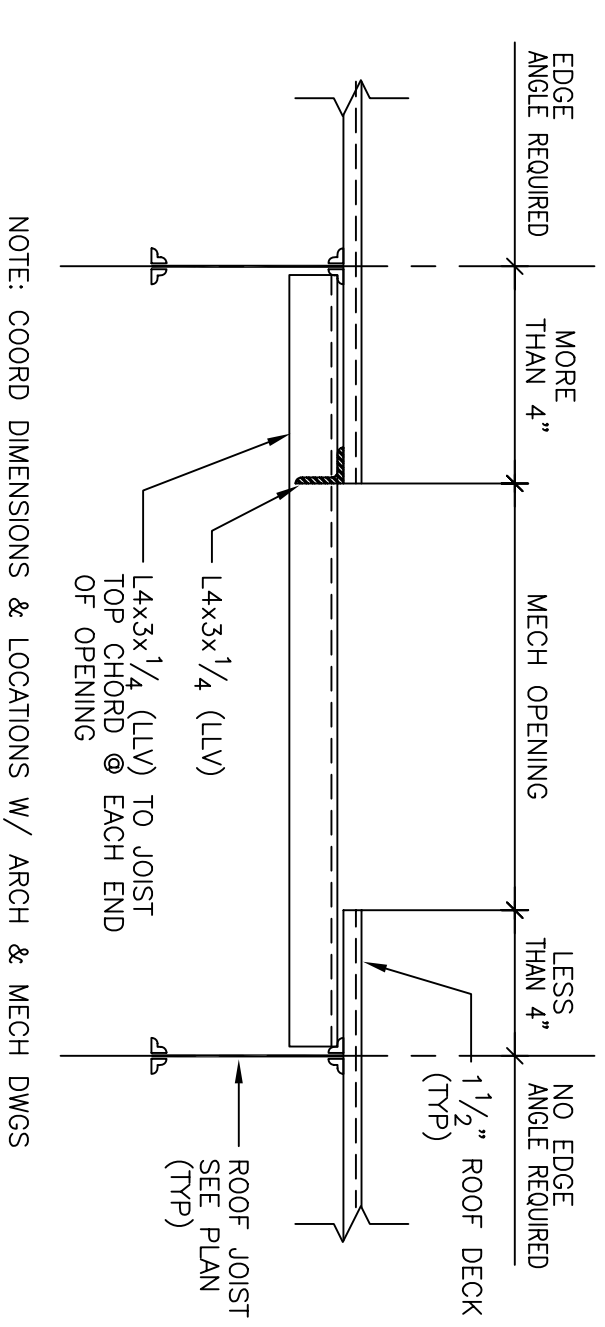 EDGE
ANGLE REQUIRED
MORE
THAN 4"
MECH OPENING
LESS
THAN 4"
NO EDGE
ANGLE REQUIRED
1 1/2" ROOF DECK
(TYP)
L4x3x1/4 (LLV)
L4x3x1/4 (LLV) TO JOIST
TOP CHORD @ EACH END
OF OPENING
ROOF JOIST
SEE PLAN
(TYP)
NOTE: COORD DIMENSIONS & LOCATIONS W/ ARCH & MECH DWGS